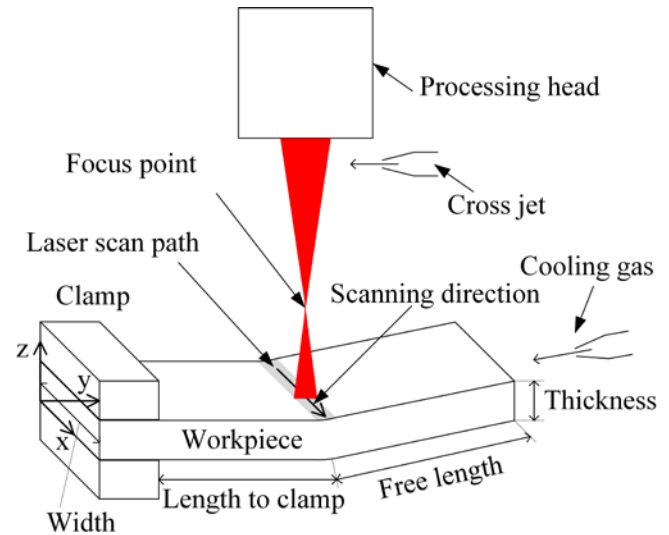 Processing head
Focus point
Cross jet
Laser scan path
Cooling gas
Clamp
Scanning direction
z
y
Thickness
x
Workpiece
Length to clamp
Free length
Width